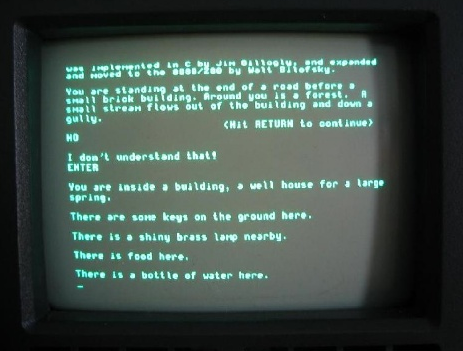 was implemented in C by Jim Gillogly, and expanded
and moved to the 8080/Z80 by Walt Bilofsky.
You are standing at the end of a road before a
small brick building. Around you is a forest. A
small stream flows out of the building and down a
gully.
(Hit RETURN to continue)
NO
I don't understand that!
ENTER
You are inside a building, a well house for a large
spring.
There are some keys on the ground here.
There is a shiny brass lamp nearby.
There is food here.
There is a bottle of water here.